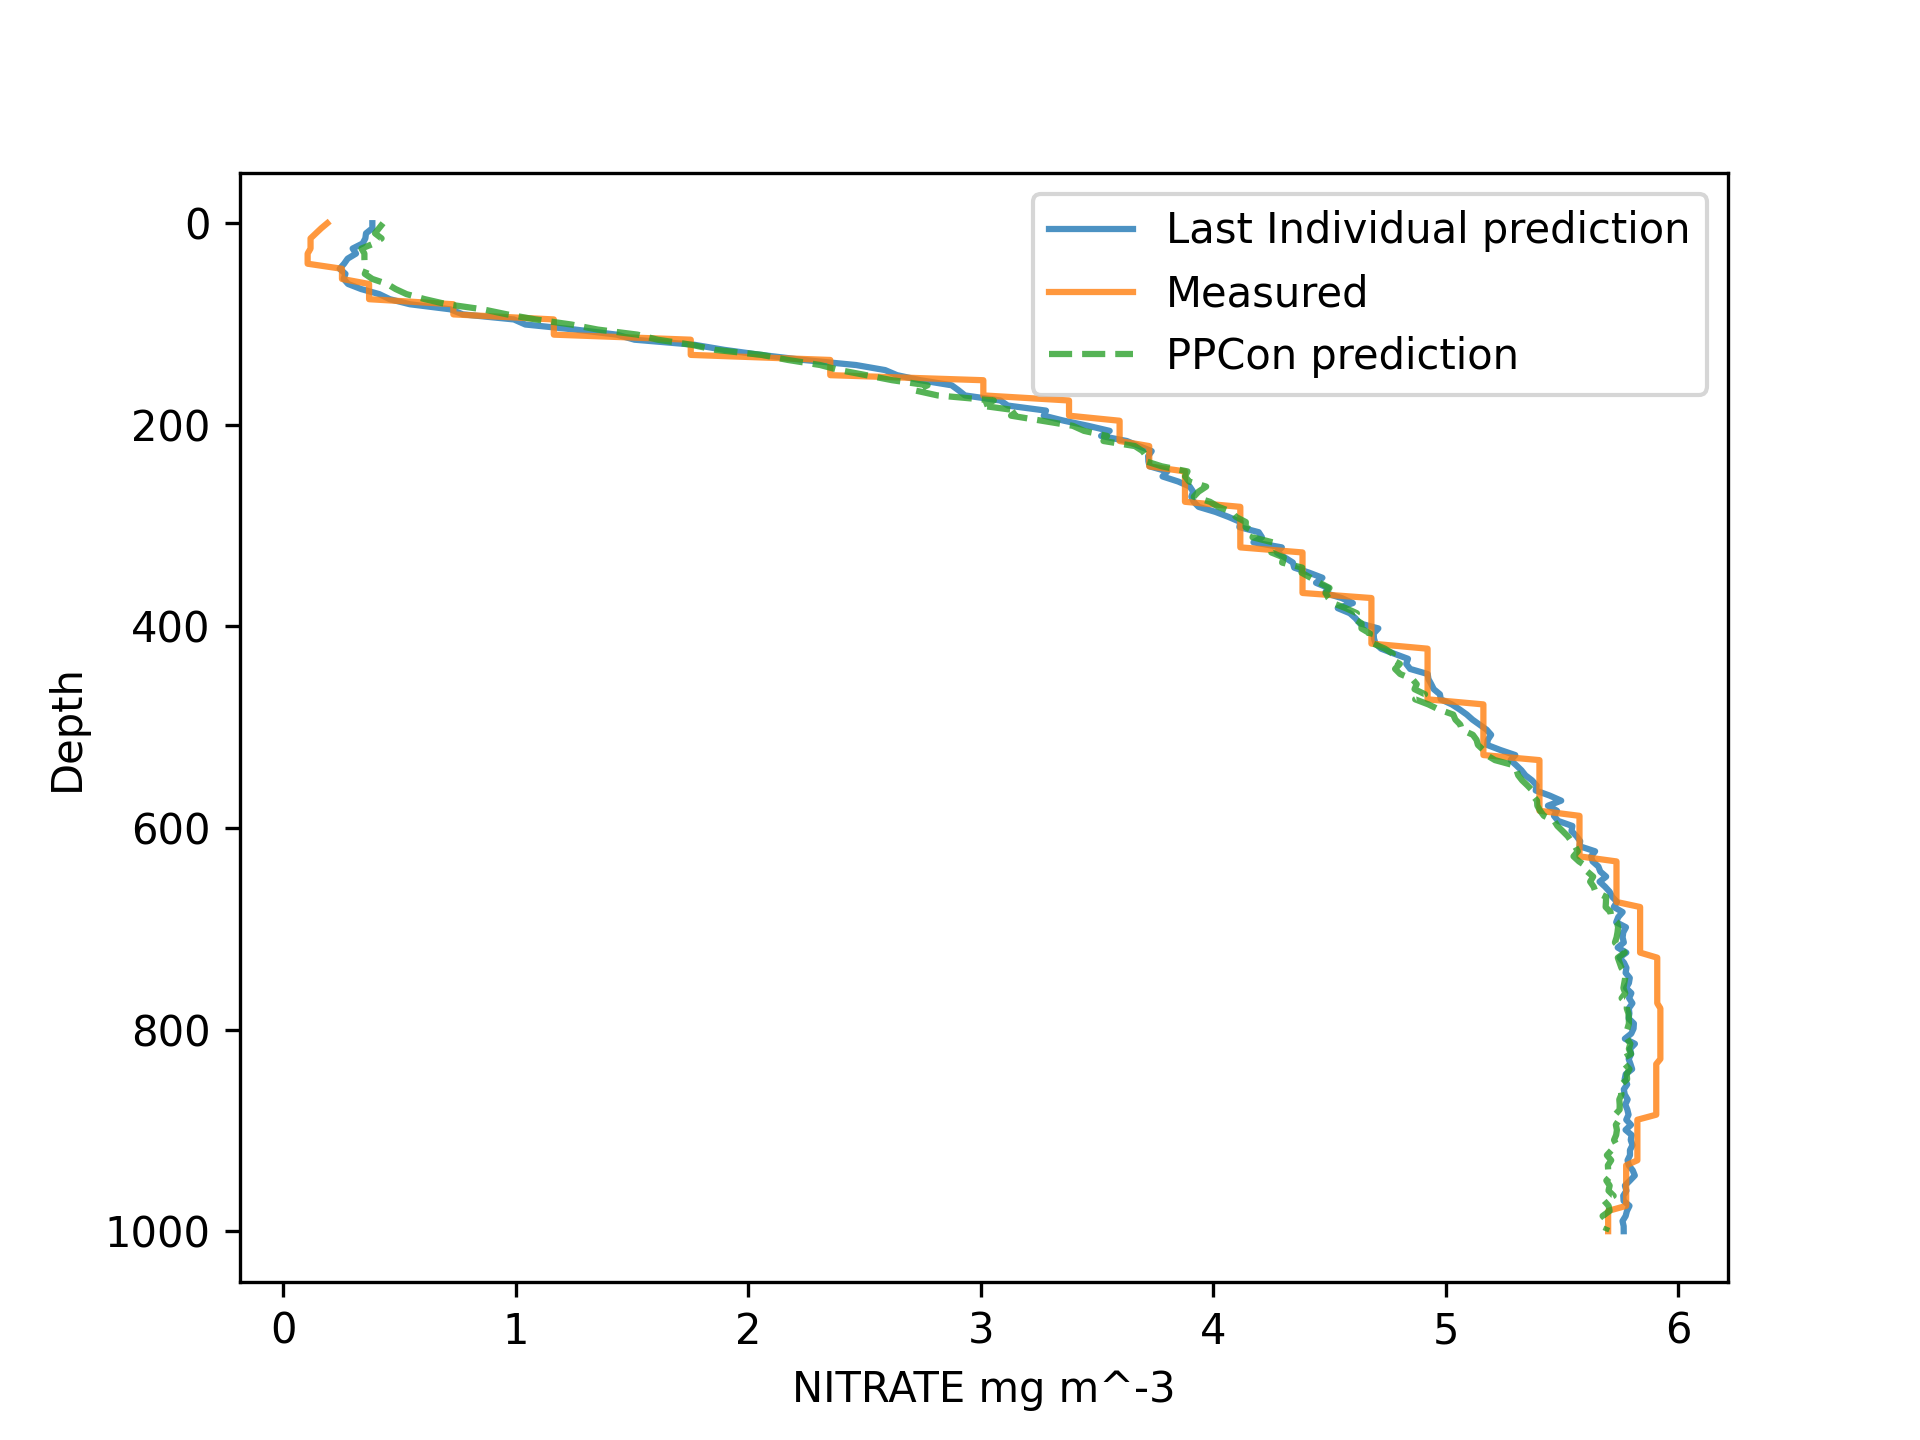 Last Individual prediction
Measured
PPCon prediction
0
200
400
600
800
1000
Depth
0 1 2 3 4 5 6
NITRATE mg m^-3